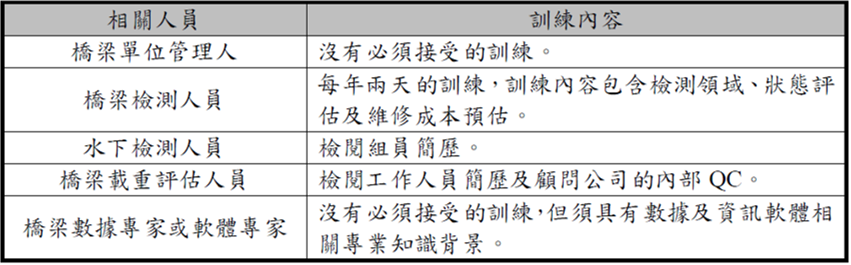 相關人員 訓練內容
橋梁單位管理人 沒有必須接受的訓練。
橋梁檢測人員 每年兩天的訓練，訓練內容包含檢測領域、狀態評
估及維修成本預估。
水下檢測人員 檢閱組員簡歷。
橋梁載重評估人員 檢閱工作人員簡歷及顧問公司的內部 QC。
橋梁數據專家或軟體專家 沒有必須接受的訓練，但須具有數據及資訊軟體相
關專業知識背景。